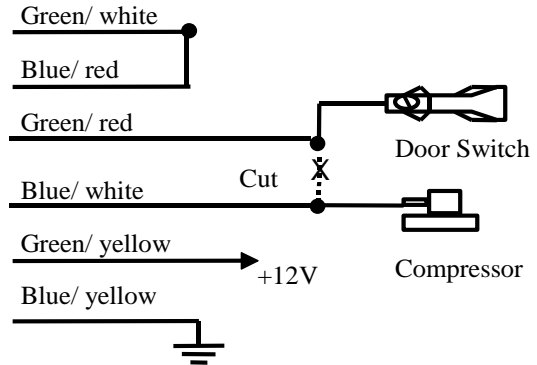 Green/ white
Blue/ red
Green/ red
Door Switch
Cut
X
Blue/ white
Green/ yellow
+12V
Compressor
Blue/ yellow